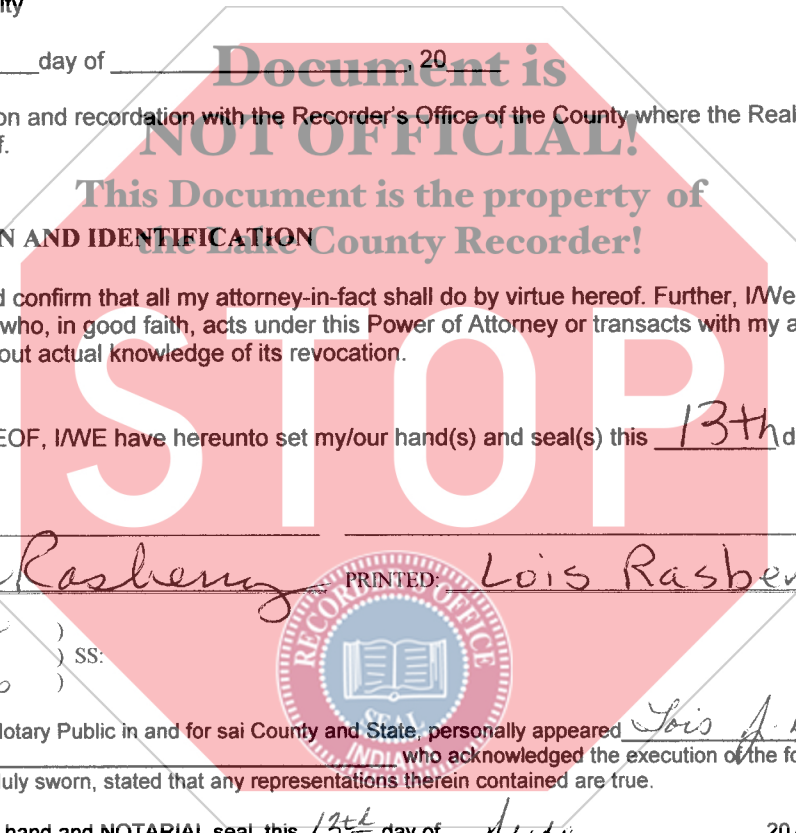 ity
day of , 20
Document is
on and recordation with the Recorder's Office of the County where the Real
f.
NOT OFFICIAL!
This Document is the property of
the Lake County Recorder!
N AND IDENTIFICATION
d confirm that all my attorney-in-fact shall do by virtue hereof. Further, I/We
who, in good faith, acts under this Power of Attorney or transacts with my a
out actual knowledge of its revocation.
STOP
EOF, I/WE have hereunto set my/our hand(s) and seal(s) this 13th d
Rasberry PRINTED: Lois Rasber
)
) SS:
)
RECORDER'S OFFICE
SEAL
INDIANA
Notary Public in and for sai County and State, personally appeared Lois J.
who acknowledged the execution of the fo
duly sworn, stated that any representations therein contained are true.
hand and NOTARIAL seal, this day of 20